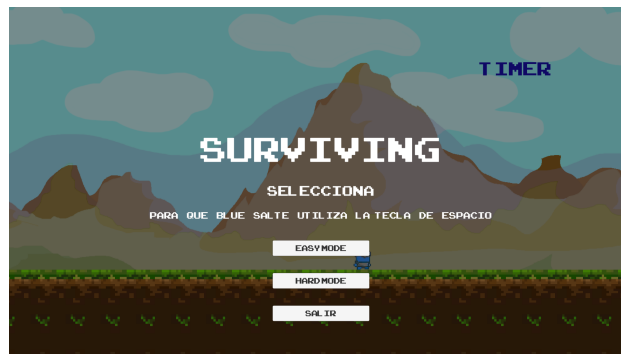 TIMER
SURVIVING
SELECCIONA
PARA QUE BLUE SALTE UTILIZA LA TECLA DE ESPACIO
EASY MODE
HARD MODE
SALIR